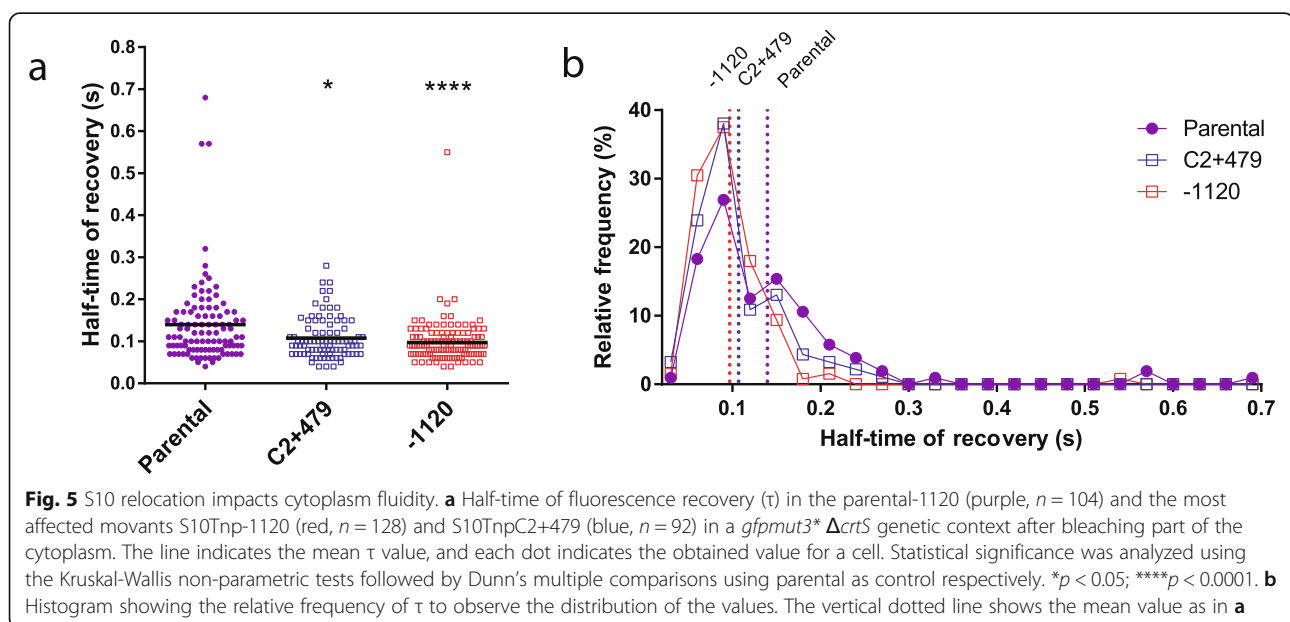 a
Half-time of recovery (s)
0.8
0.7
0.6
0.5
0.4
0.3
0.2
0.1
0.0
*
****
Parental
C2+479
-1120
b
-1120
C2+479
Parental
Relative frequency (%)
40
30
20
10
0
0.1
0.2
0.3
0.4
0.5
0.6
0.7
Half-time of recovery (s)
Parental
C2+479
-1120
Fig. 5 S10 relocation impacts cytoplasm fluidity. a Half-time of fluorescence recovery (τ) in the parental-1120 (purple, n = 104) and the most
affected movants S10Tnp-1120 (red, n = 128) and S10TnpC2+479 (blue, n = 92) in a gfpmut3* ΔcrtS genetic context after bleaching part of the
cytoplasm. The line indicates the mean τ value, and each dot indicates the obtained value for a cell. Statistical significance was analyzed using
the Kruskal-Wallis non-parametric tests followed by Dunn's multiple comparisons using parental as control respectively. *p < 0.05; ****p < 0.0001. b
Histogram showing the relative frequency of τ to observe the distribution of the values. The vertical dotted line shows the mean value as in a